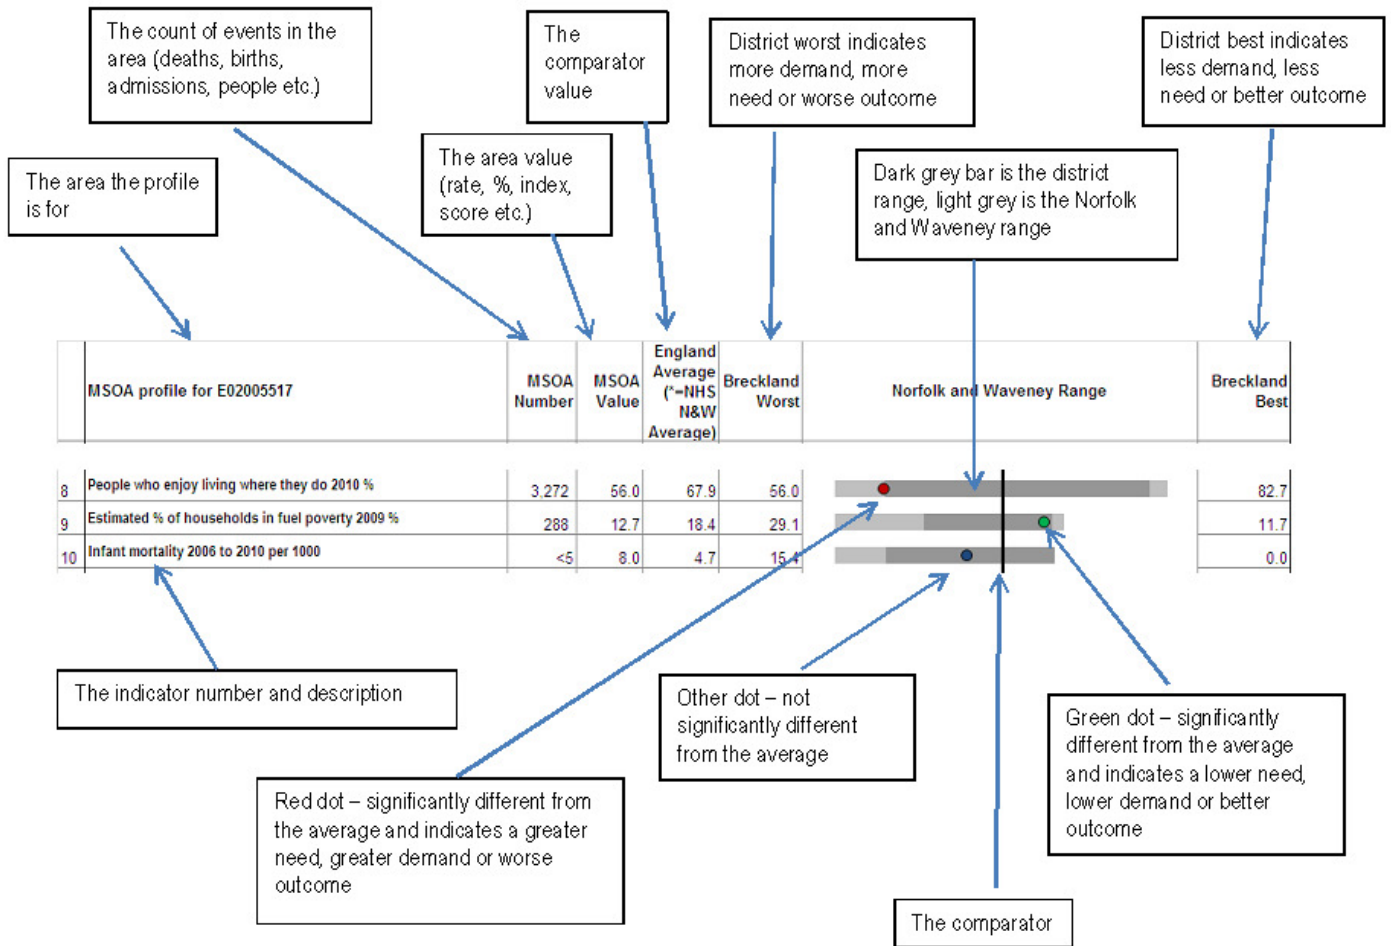 The count of events in the
area (deaths, births,
admissions, people etc.)
The
comparator
value
District worst indicates
more demand, more
need or worse outcome
District best indicates
less demand, less
need or better outcome
The area the profile
is for
The area value
(rate, %, index,
score etc.)
Dark grey bar is the district
range, light grey is the Norfolk
and Waveney range
MSOA profile for E02005517
MSOA
Number
MSOA
Value
England
Average
(*=NHS
N&W
Average)
Breckland
Worst
Norfolk and Waveney Range
Breckland
Best
8 People who enjoy living where they do 2010 % 3,272 56.0 67.9 56.0 82.7
9 Estimated % of households in fuel poverty 2009 % 288 12.7 18.4 29.1 11.7
10 Infant mortality 2006 to 2010 per 1000 <5 8.0 4.7 15.4 0.0
The indicator number and description
Other dot – not
significantly different
from the average
Green dot – significantly
different from the average
and indicates a lower need,
lower demand or better
outcome
Red dot – significantly different from
the average and indicates a greater
need, greater demand or worse
outcome
The comparator